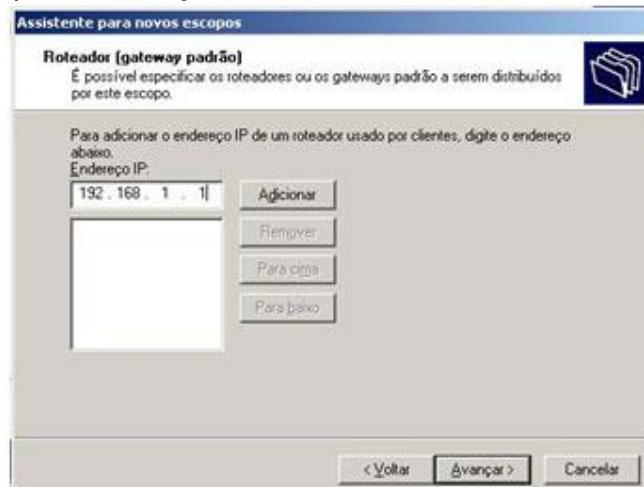 Assistente para novos escopos
Roteador (gateway padrão)
É possível especificar os roteadores ou os gateways padrão a serem distribuídos
por este escopo.
Para adicionar o endereço IP de um roteador usado por clientes, digite o endereço
abaixo.
Endereço IP:
192 . 168 . 1 . 1
Adicionar
Remover
Para cima
Para baixo
< Voltar
Avançar >
Cancelar